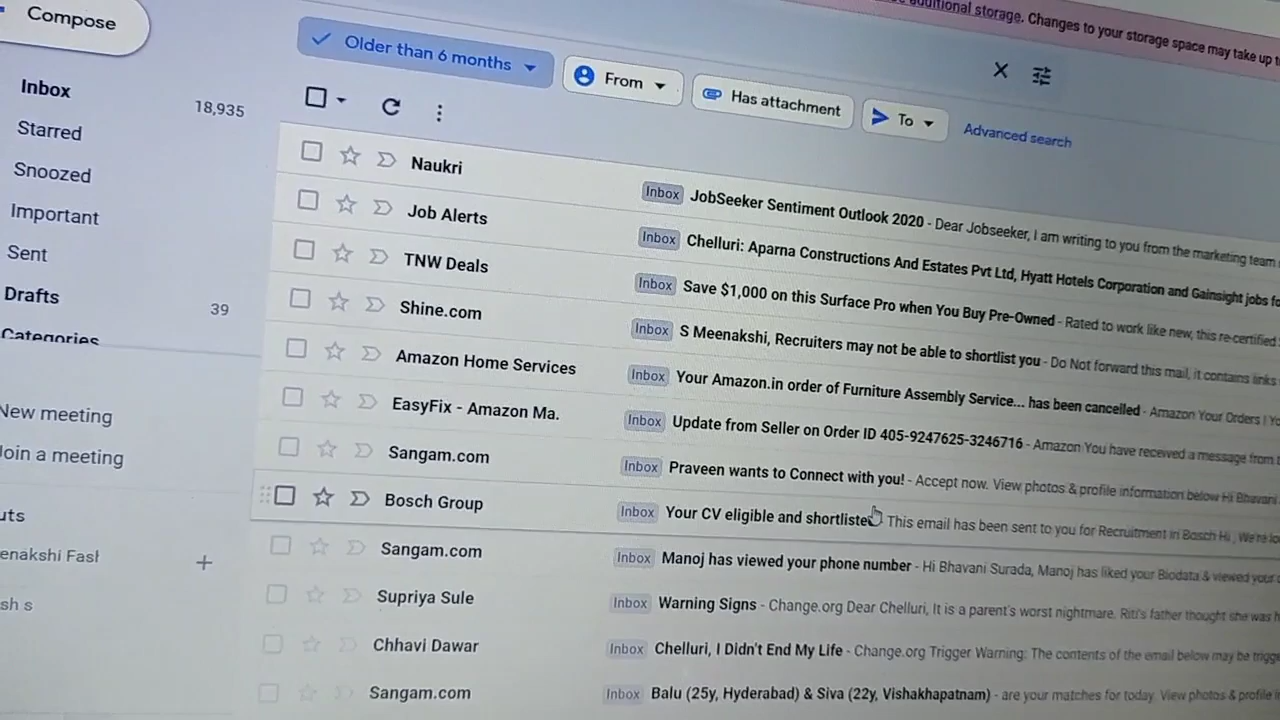 additional storage. Changes to your storage space may take up
Compose
Older than 6 months
From
Has attachment
To
Advanced search
Inbox 18,935
Starred
Snoozed
Important
Sent
Drafts 39
Categories
New meeting
Join a meeting
Naukri Inbox JobSeeker Sentiment Outlook 2020 - Dear Jobseeker, I am writing to you from the marketing team
Job Alerts Inbox Chelluri: Aparna Constructions And Estates Pvt Ltd, Hyatt Hotels Corporation and Gainsight jobs
TNW Deals Inbox Save $1,000 on this Surface Pro when You Buy Pre-Owned - Rated to work like new, this re-certified
Shine.com Inbox S Meenakshi, Recruiters may not be able to shortlist you - Do Not forward this mail, it contains links
Amazon Home Services Inbox Your Amazon.in order of Furniture Assembly Service... has been cancelled - Amazon Your Orders |
EasyFix - Amazon Ma. Inbox Update from Seller on Order ID 405-9247625-3246716 - Amazon You have received a message from
Sangam.com Inbox Praveen wants to Connect with you! - Accept now. View photos & profile information below Hi Bhavani
Bosch Group Inbox Your CV eligible and shortlisted This email has been sent to you for Recruitment in Bosch Hi , We're
Sangam.com Inbox Manoj has viewed your phone number - Hi Bhavani Surada, Manoj has liked your Biodata & viewed your
Supriya Sule Inbox Warning Signs - Change.org Dear Chelluri, It is a parent's worst nightmare. Riti's father thought she was
Chhavi Dawar Inbox Chelluri, I Didn't End My Life - Change.org Trigger Warning: The contents of the email below may be
Sangam.com Inbox Balu (25y, Hyderabad) & Siva (22y, Vishakhapatnam) - are your matches for today. View photos & profile